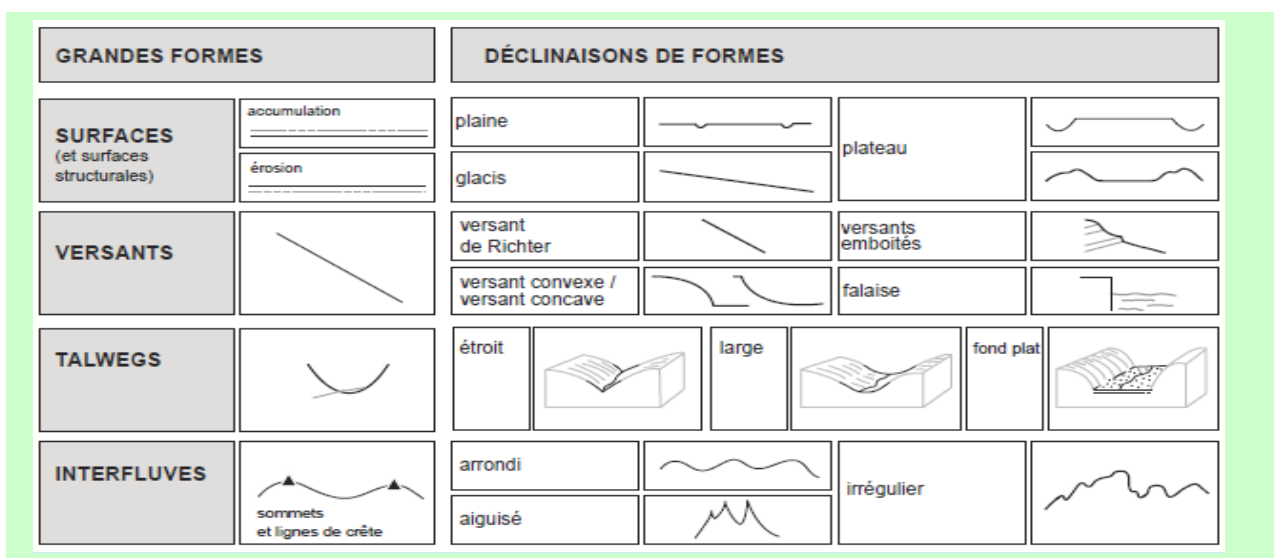 GRANDES FORMES
DÉCLINAISONS DE FORMES
SURFACES
(et surfaces
structurales)
accumulation
érosion
plaine
glacis
plateau
VERSANTS
versant
de Richter
versant convexe /
versant concave
versants
emboités
falaise
TALWEGS
étroit
large
fond plat
INTERFLUVES
sommets
et lignes de crête
arrondi
aiguisé
irrégulier